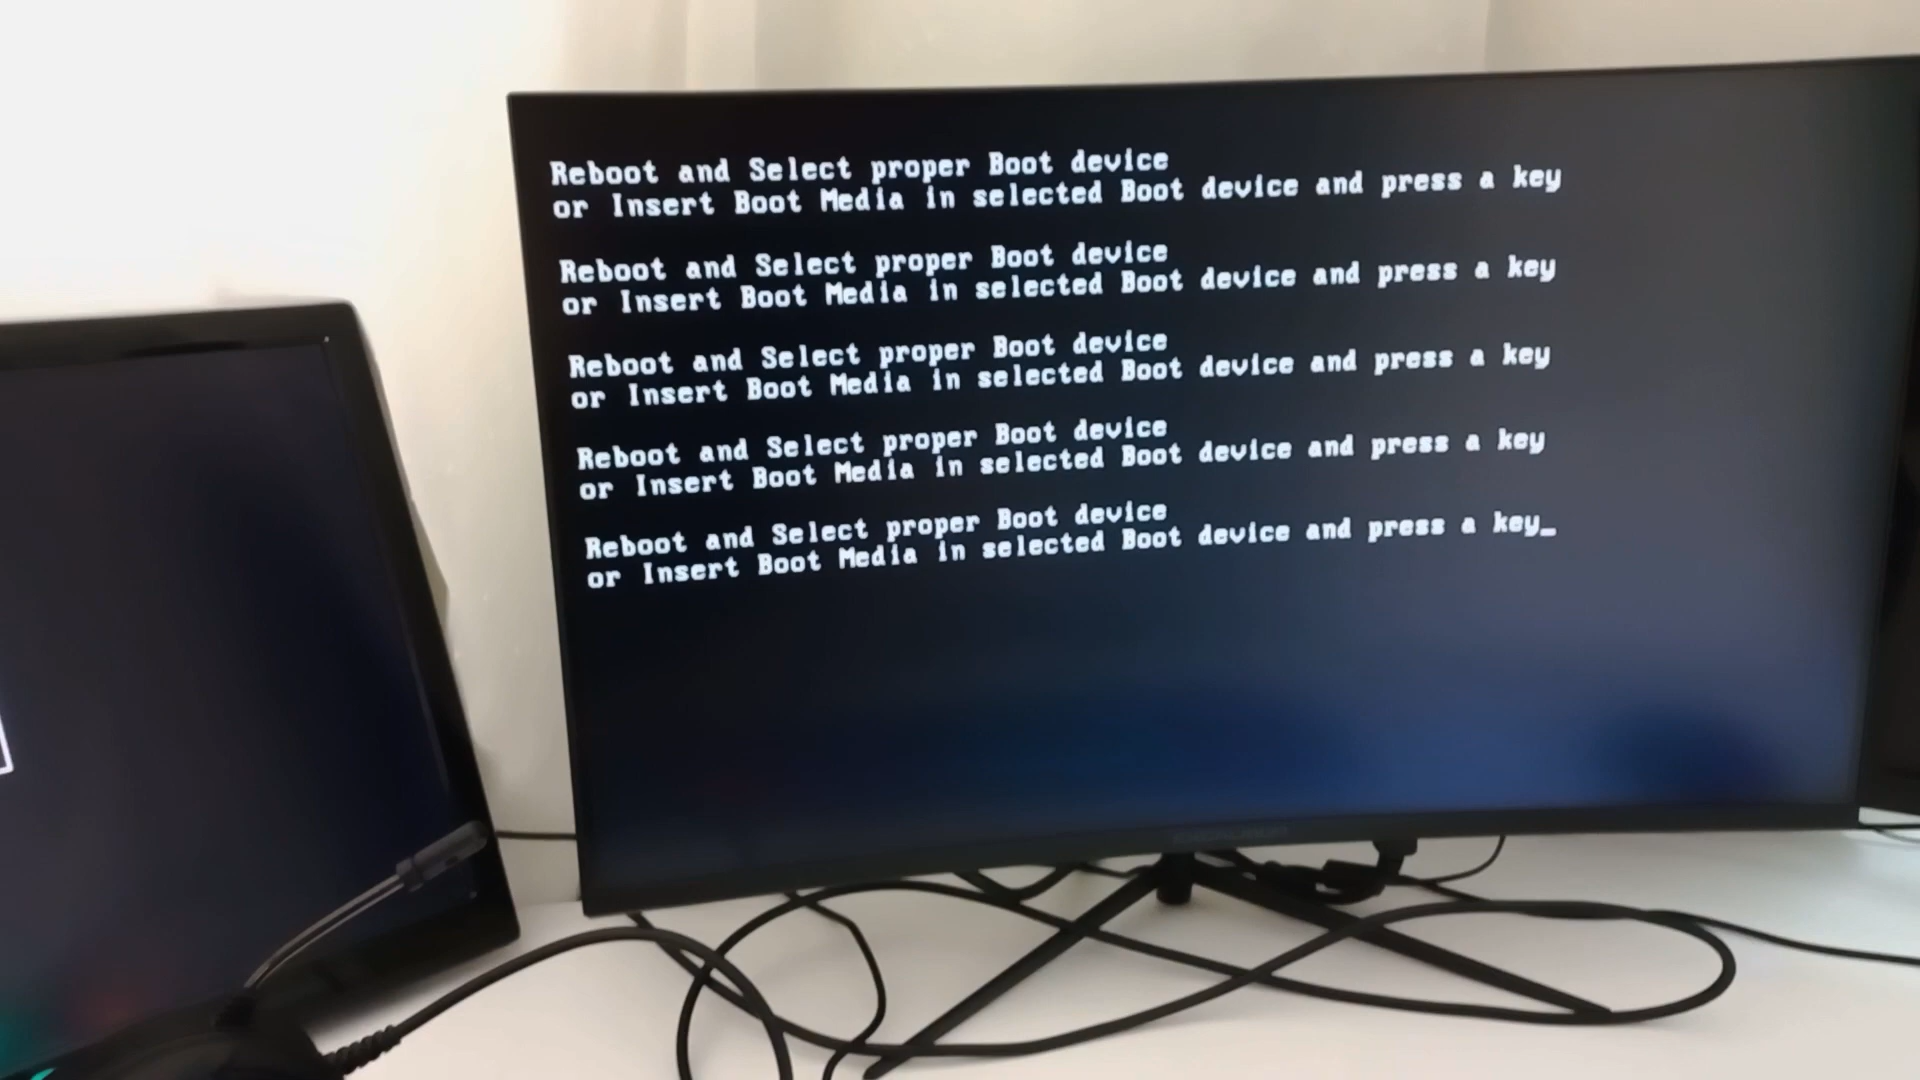 Reboot and Select proper Boot device
or Insert Boot Media in selected Boot device and press a key
Reboot and Select proper Boot device
or Insert Boot Media in selected Boot device and press a key
Reboot and Select proper Boot device
or Insert Boot Media in selected Boot device and press a key
Reboot and Select proper Boot device
or Insert Boot Media in selected Boot device and press a key
Reboot and Select proper Boot device
or Insert Boot Media in selected Boot device and press a key_